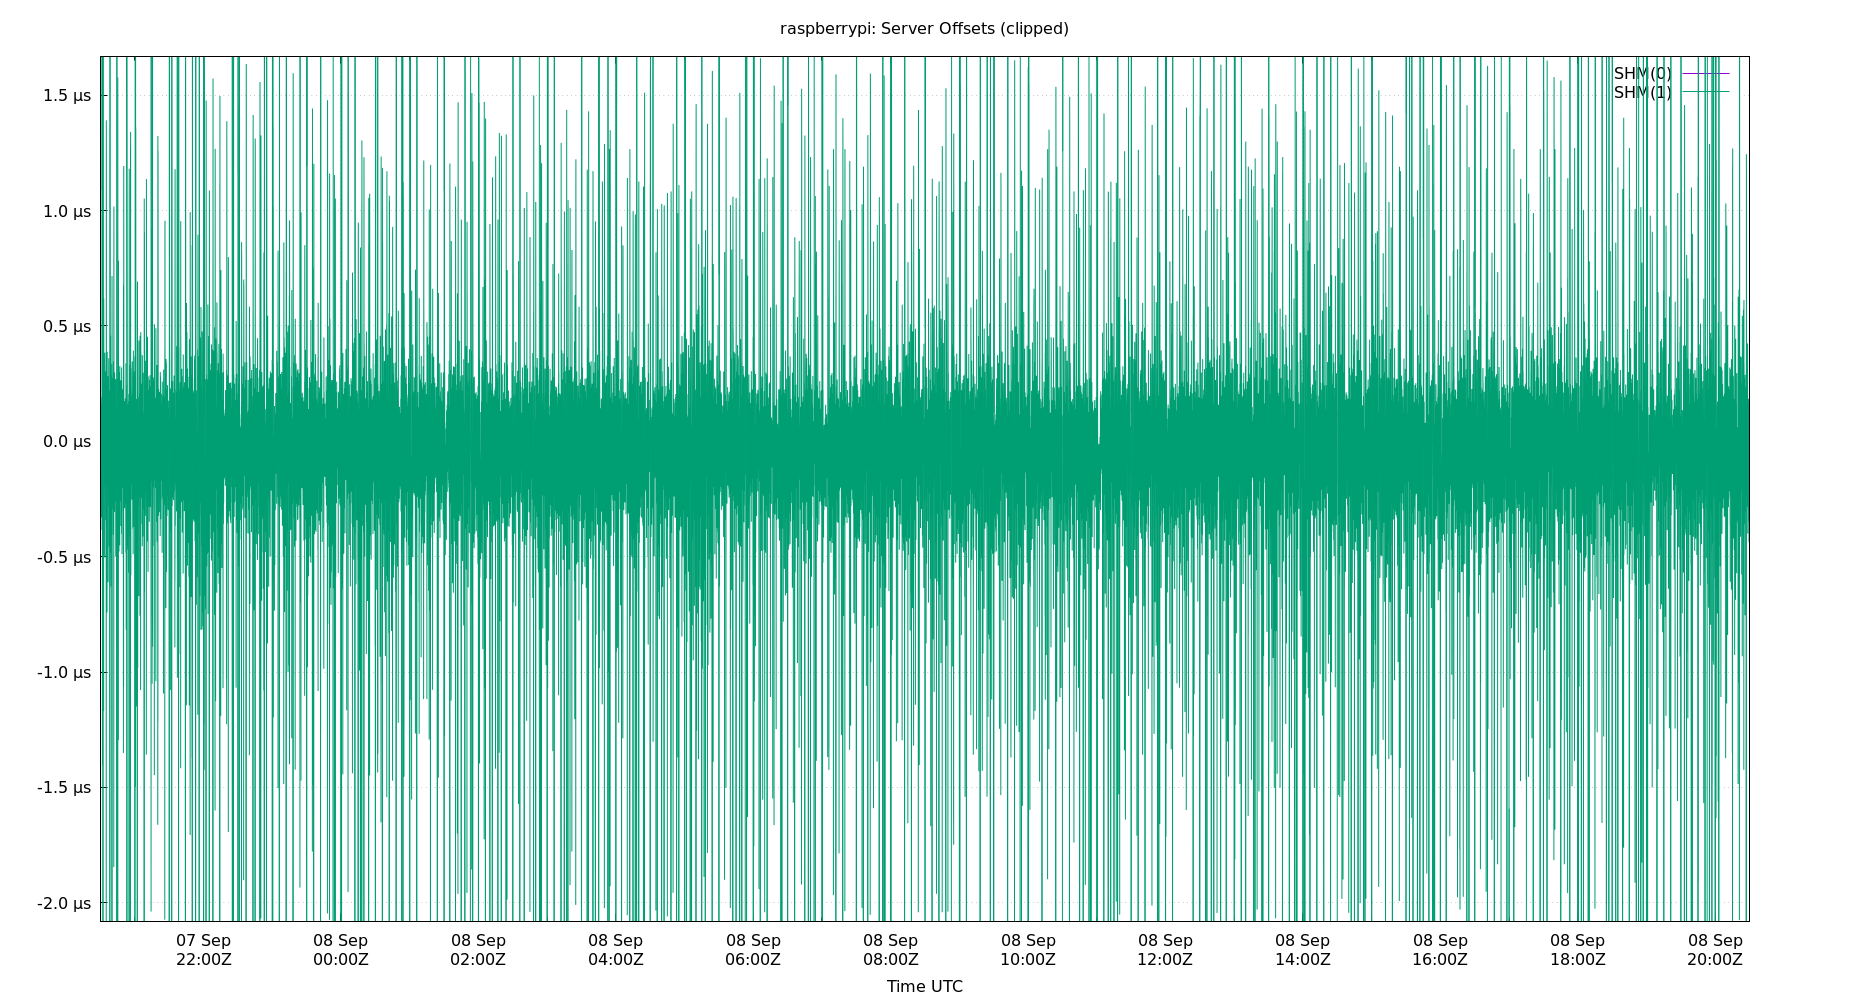 raspberrypi: Server Offsets (clipped)
SHM(0)
SHM(1)
1.5 µs
1.0 µs
0.5 µs
0.0 µs
-0.5 µs
-1.0 µs
-1.5 µs
-2.0 µs
07 Sep 08 Sep 08 Sep 08 Sep 08 Sep 08 Sep 08 Sep 08 Sep 08 Sep 08 Sep 08 Sep 08 Sep
22:00Z 00:00Z 02:00Z 04:00Z 06:00Z 08:00Z 10:00Z 12:00Z 14:00Z 16:00Z 18:00Z 20:00Z
Time UTC